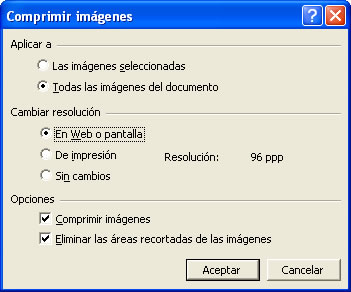 Comprimir imágenes
Aplicar a
Las imágenes seleccionadas
Todas las imágenes del documento
Cambiar resolución
En Web o pantalla
De impresión Resolución: 96 ppp
Sin cambios
Opciones
Comprimir imágenes
Eliminar las áreas recortadas de las imágenes
Aceptar Cancelar